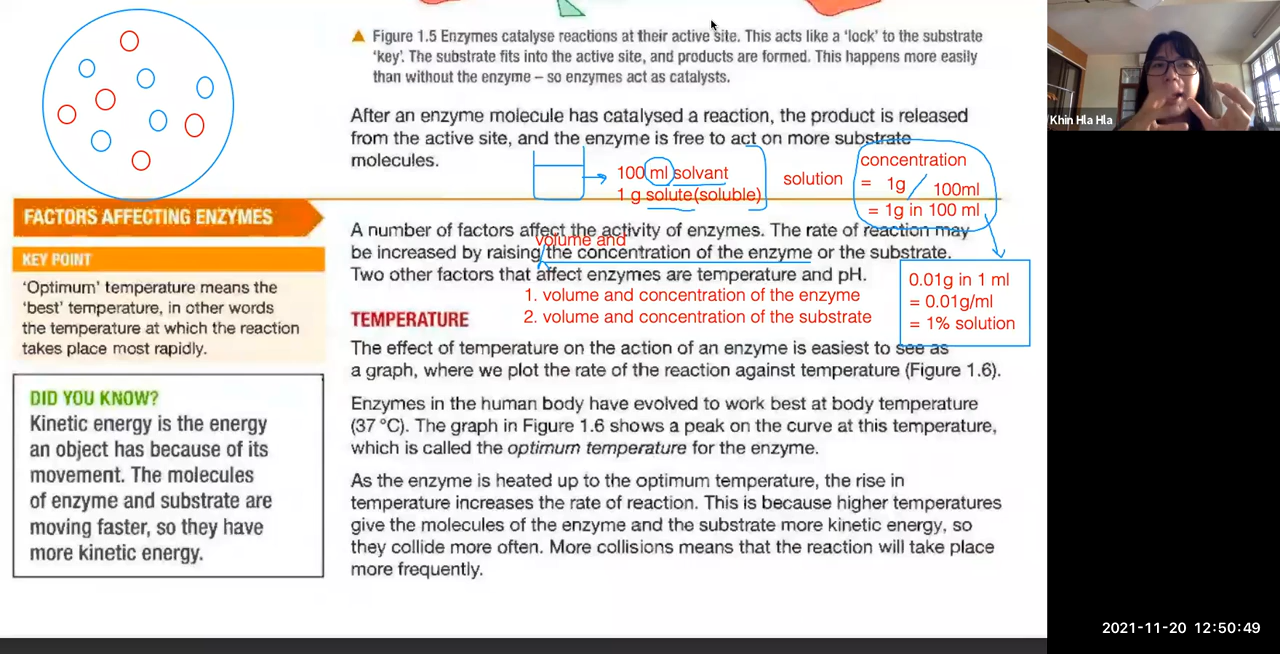 Figure 1.5 Enzymes catalyse reactions at their active site. This acts like a 'lock' to the substrate
'key'. The substrate fits into the active site, and products are formed. This happens more easily
than without the enzyme – so enzymes act as catalysts.
Khin Hla Hla
After an enzyme molecule has catalysed a reaction, the product is released
from the active site, and the enzyme is free to act on more substrate
molecules.
100 ml solvant
1 g solute(soluble)
solution
concentration
= 1g / 100ml
= 1g in 100 ml
FACTORS AFFECTING ENZYMES
A number of factors affect the activity of enzymes. The rate of reaction may
volume and
be increased by raising the concentration of the enzyme or the substrate.
Two other factors that affect enzymes are temperature and pH.
1. volume and concentration of the enzyme
2. volume and concentration of the substrate
0.01g in 1 ml
= 0.01g/ml
= 1% solution
KEY POINT
'Optimum' temperature means the
'best' temperature, in other words
the temperature at which the reaction
takes place most rapidly.
TEMPERATURE
The effect of temperature on the action of an enzyme is easiest to see as
a graph, where we plot the rate of the reaction against temperature (Figure 1.6).
DID YOU KNOW?
Kinetic energy is the energy
an object has because of its
movement. The molecules
of enzyme and substrate are
moving faster, so they have
more kinetic energy.
Enzymes in the human body have evolved to work best at body temperature
(37 °C). The graph in Figure 1.6 shows a peak on the curve at this temperature,
which is called the optimum temperature for the enzyme.
As the enzyme is heated up to the optimum temperature, the rise in
temperature increases the rate of reaction. This is because higher temperatures
give the molecules of the enzyme and the substrate more kinetic energy, so
they collide more often. More collisions means that the reaction will take place
more frequently.
2021-11-20 12:50:49